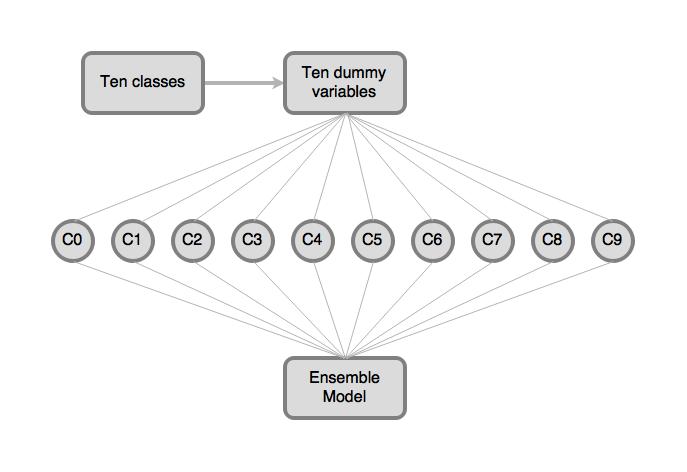 Ten classes
Ten dummy
variables
C0 C1 C2 C3 C4 C5 C6 C7 C8 C9
Ensemble
Model